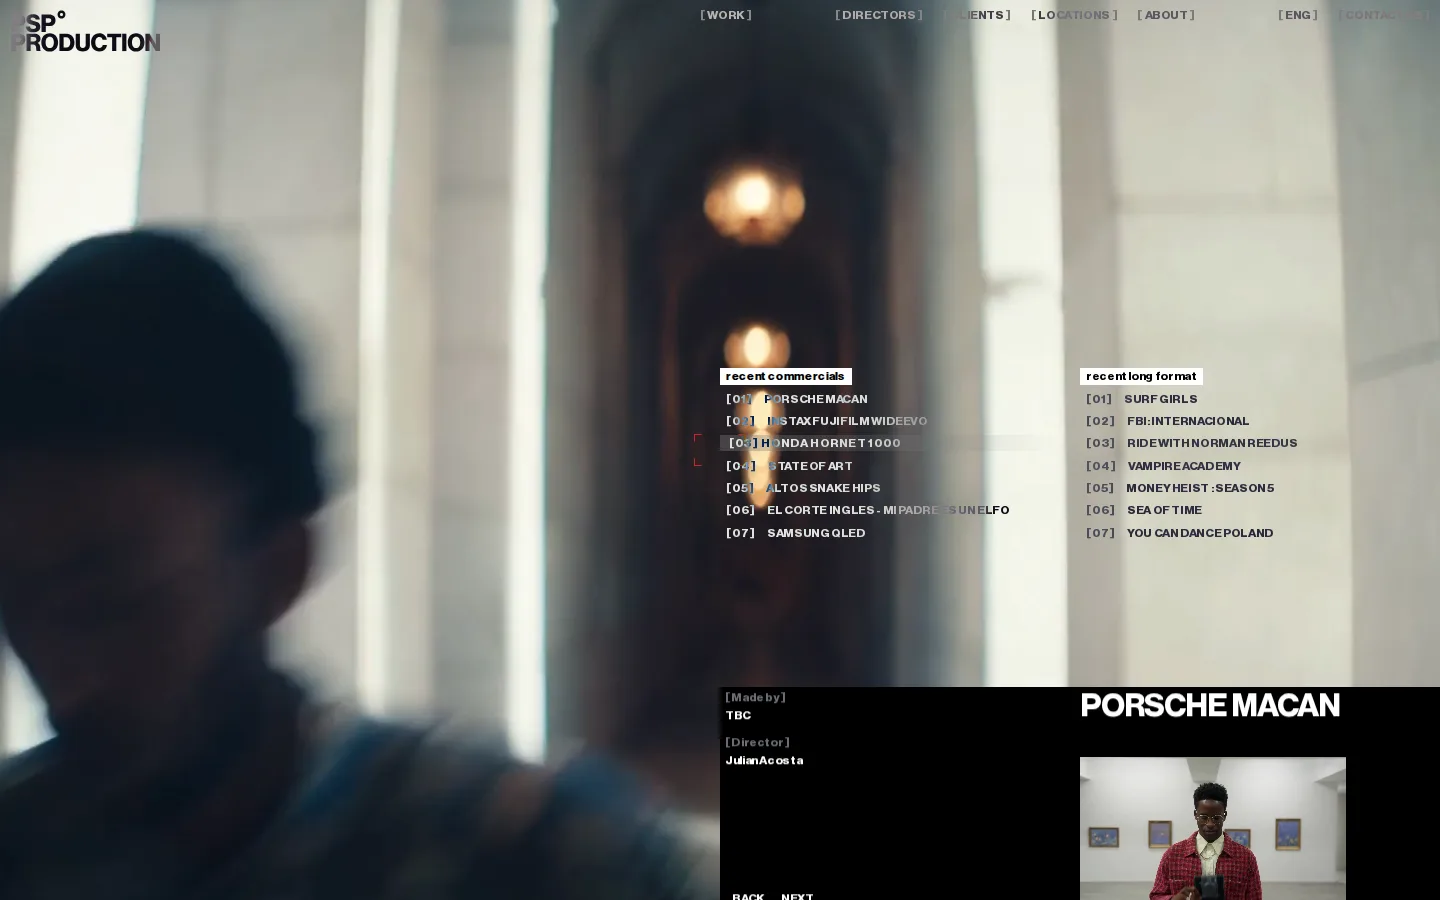 PSP°
PRODUCTION
[ WORK ]
[ DIRECTORS ]
[ CLIENTS ]
[ LOCATIONS ]
[ ABOUT ]
[ ENG ]
recent commercials
[01] PORSCHE MACAN
[02] INSTAX FUJIFILM WIDE EVO
[03] HONDA HORNET 1000
[04] STATE OF ART
[05] ALTOS SNAKE HIPS
[06] EL CORTE INGLES - MI PADRE ES UN ELFO
[07] SAMSUNG QLED
recent long format
[01] SURF GIRLS
[02] FBI: INTERNACIONAL
[03] RIDE WITH NORMAN REEDUS
[04] VAMPIRE ACADEMY
[05] MONEY HEIST : SEASON 5
[06] SEA OF TIME
[07] YOU CAN DANCE POLAND
[Made by]
TBC
[Director]
Julian Acosta
BACK NEXT
PORSCHE MACAN